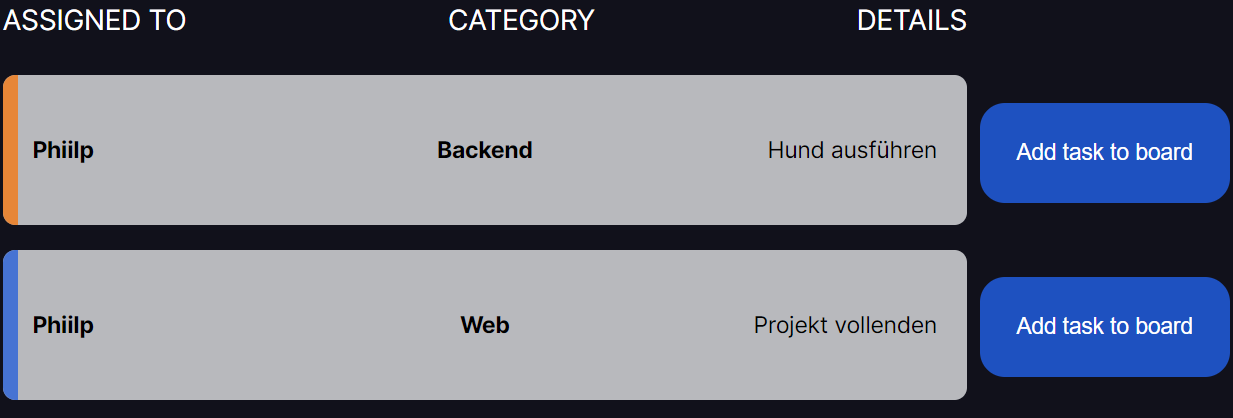 ASSIGNED TO CATEGORY DETAILS
Phiilp Backend Hund ausführen Add task to board
Phiilp Web Projekt vollenden Add task to board